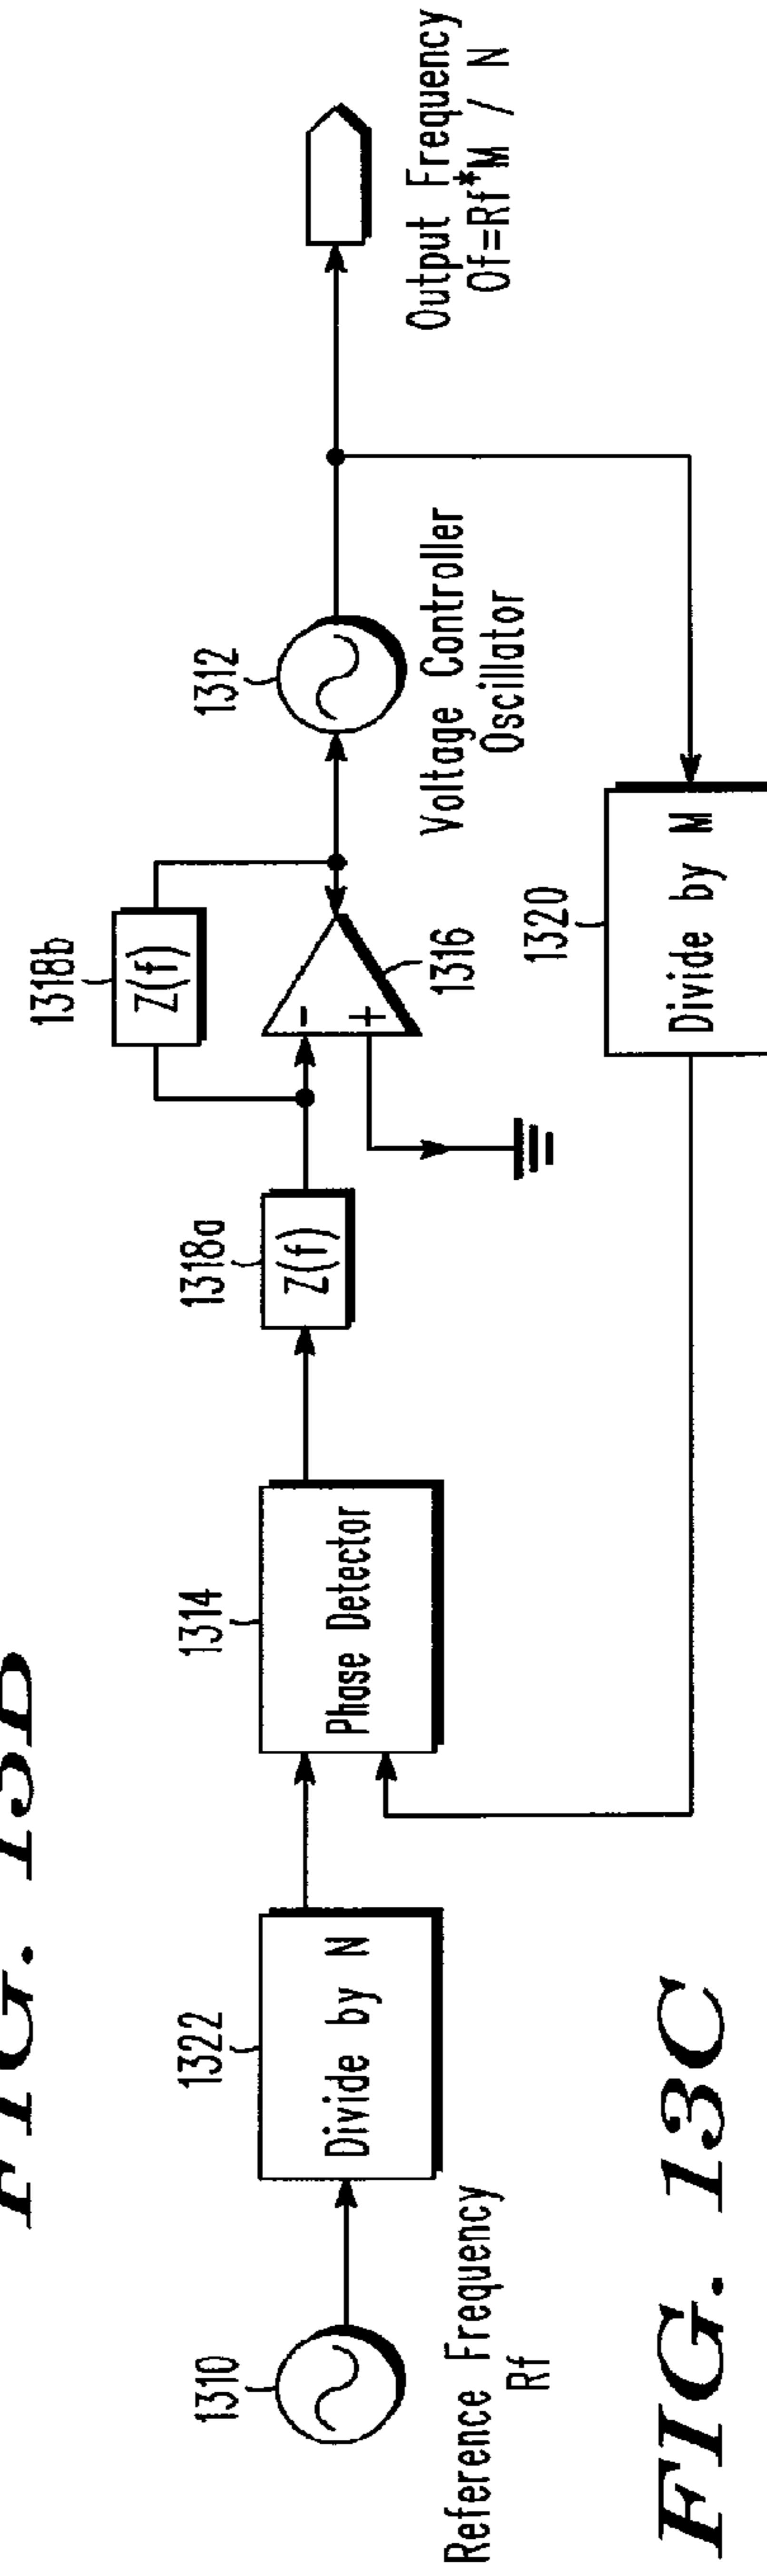 1310
Reference Frequency
Rf
1322
Divide by N
1314
Phase Detector
1318a
Z(f)
1318b
Z(f)
-
+
1316
1312
Voltage Controller
Oscillator
1320
Divide by M
Output Frequency
Of=Rf*M / N
FIG. 13C